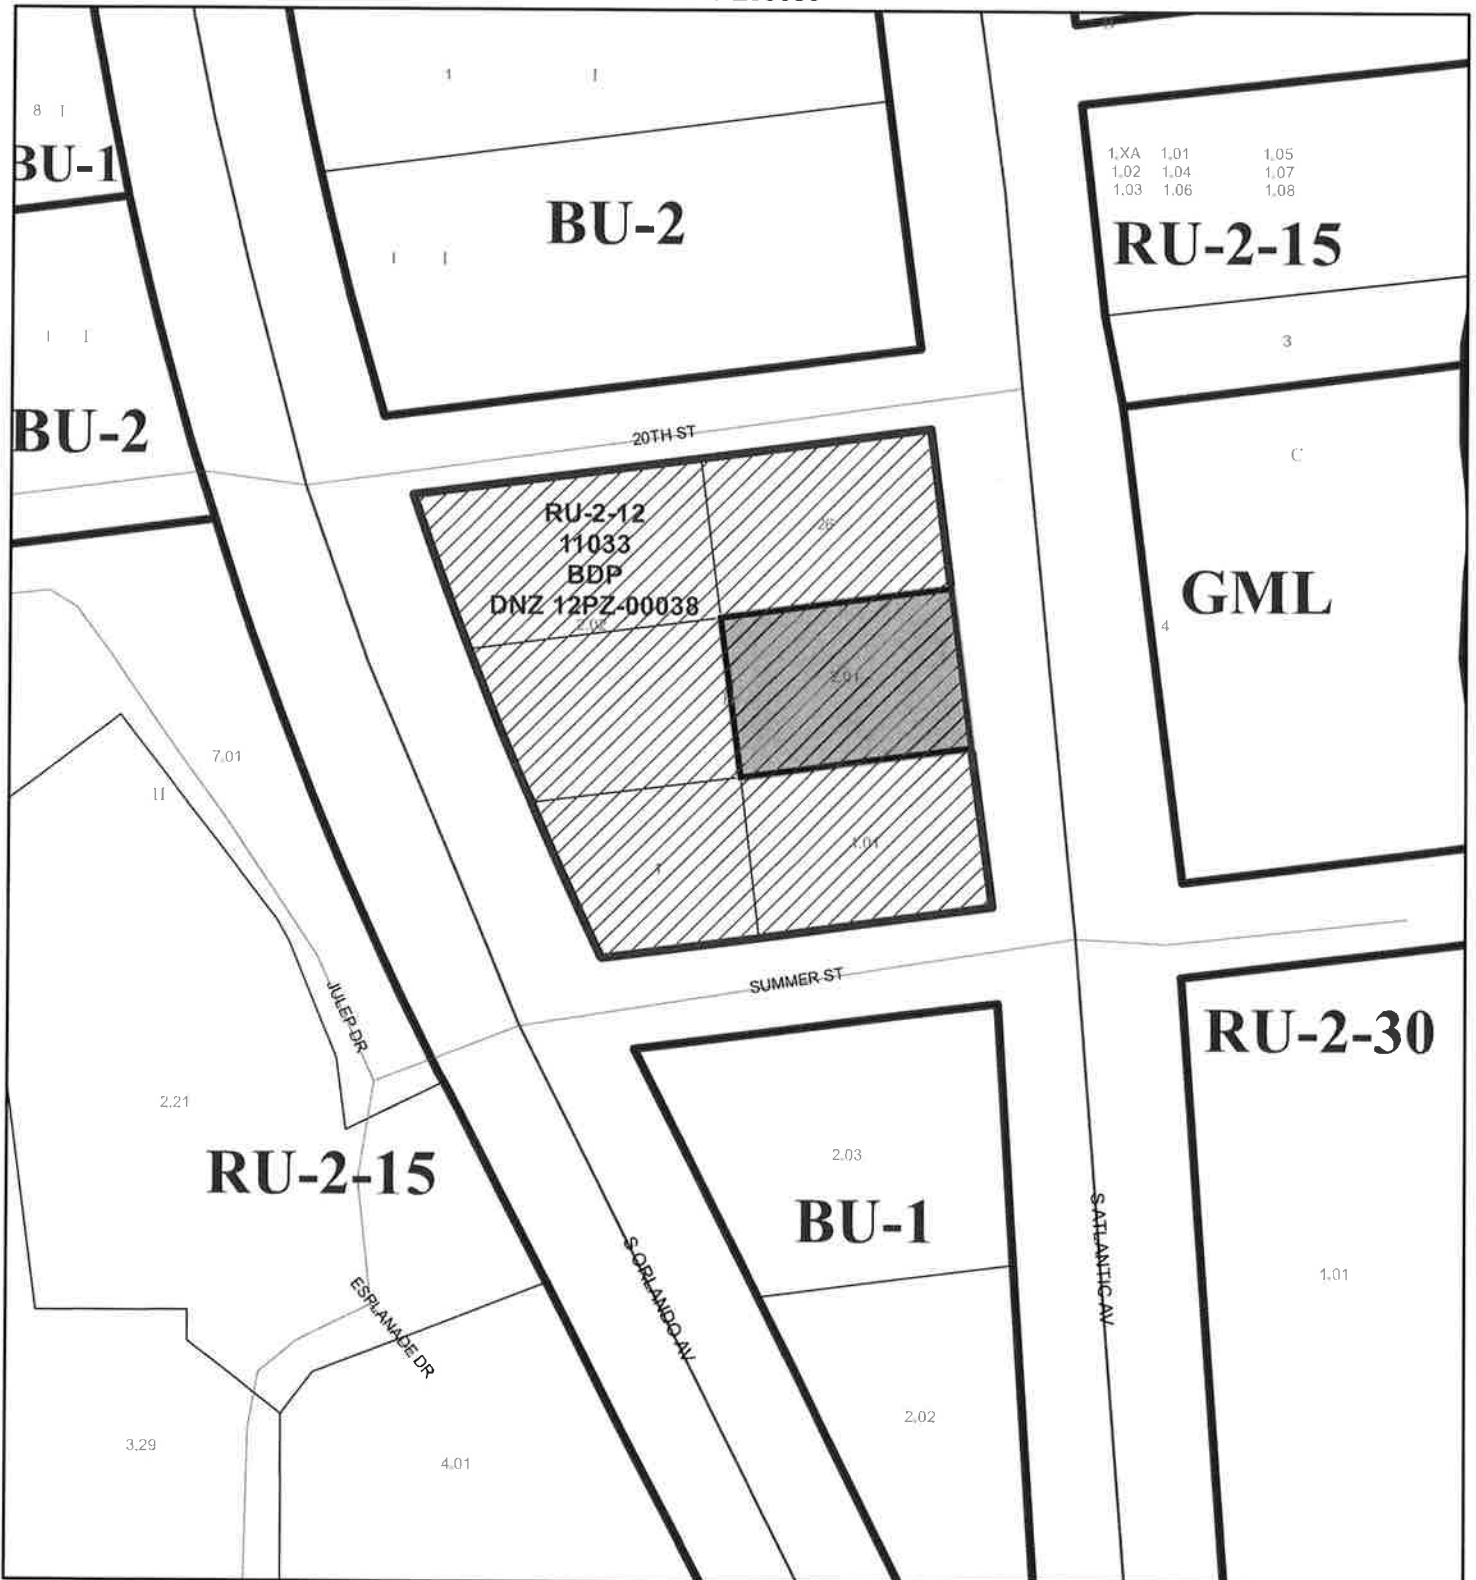 1 I
8 I
BU-1
BU-2
1.XA 1.01 1.05
1.02 1.04 1.07
1.03 1.06 1.08
RU-2-15
I I
I I
3
BU-2
20TH ST
C
RU-2-12
11033
BDP
DNZ 12PZ-00038
26
2.02
GML
4
2.01
7.01
H
1
1.01
SUMMER ST
JULEP DR
RU-2-30
2.21
RU-2-15
2.03
BU-1
S ATLANTIC AV
S ORLANDO AV
ESPLANADE DR
1.01
2.02
3.29
4.01